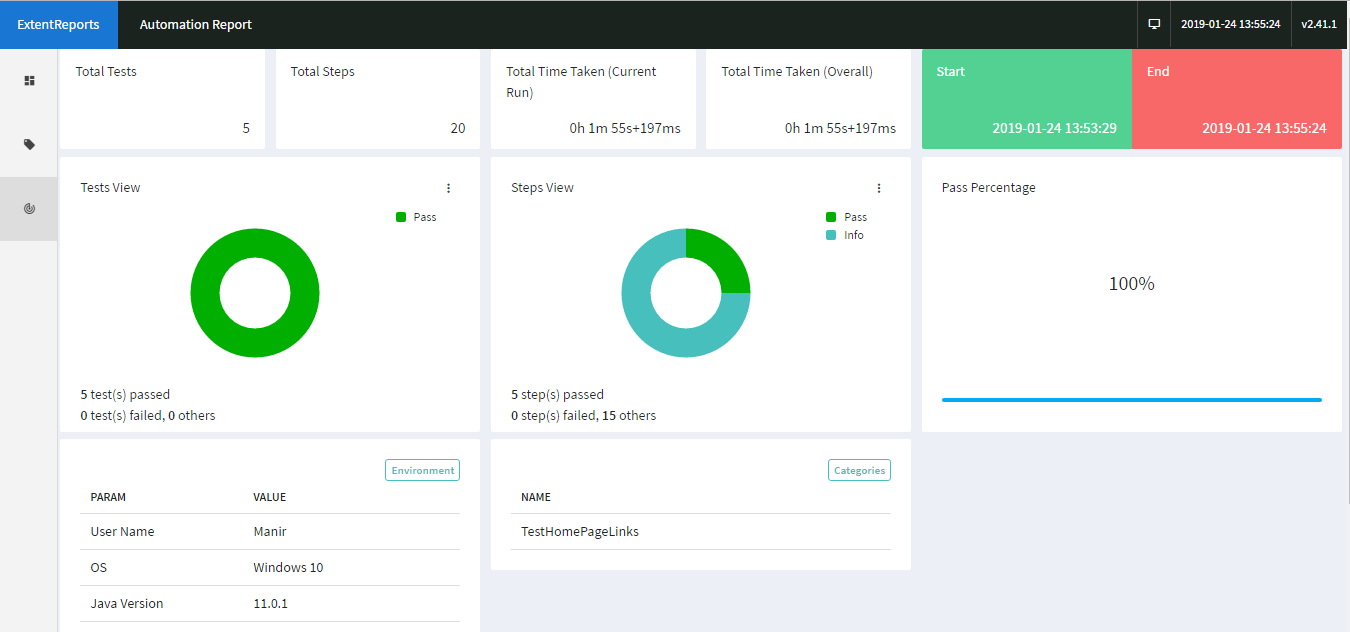 ExtentReports
Automation Report
2019-01-24 13:55:24
v2.41.1
Total Tests
5
Total Steps
20
Total Time Taken (Current
Run)
0h 1m 55s+197ms
Total Time Taken (Overall)
0h 1m 55s+197ms
Start
2019-01-24 13:53:29
End
2019-01-24 13:55:24
Tests View
Pass
5 test(s) passed
0 test(s) failed, 0 others
Steps View
Pass
Info
5 step(s) passed
0 step(s) failed, 15 others
Pass Percentage
100%
Environment
PARAM VALUE
User Name Manir
OS Windows 10
Java Version 11.0.1
Categories
NAME
TestHomePageLinks